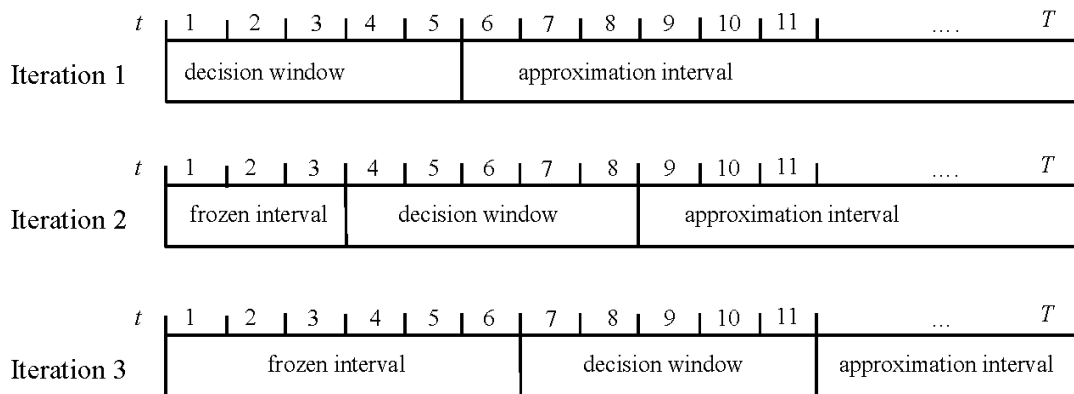 t 1 2 3 4 5 6 7 8 9 10 11 .... T
Iteration 1 decision window approximation interval
t 1 2 3 4 5 6 7 8 9 10 11 .... T
Iteration 2 frozen interval decision window approximation interval
t 1 2 3 4 5 6 7 8 9 10 11 ... T
Iteration 3 frozen interval decision window approximation interval